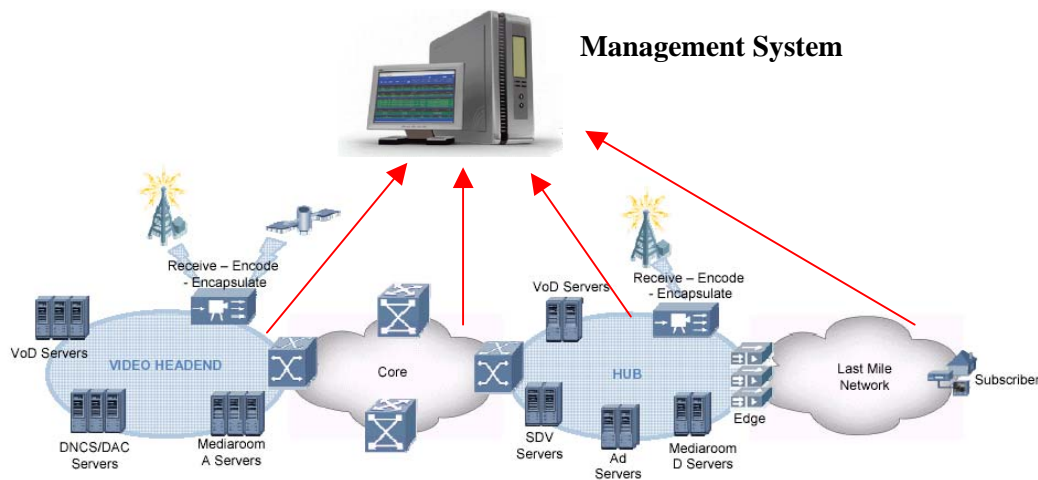 Management System
Receive – Encode
- Encapsulate
VoD Servers
VIDEO HEADEND
DNCS/DAC
Servers
Mediaroom
A Servers
Core
VoD Servers
Receive – Encode
- Encapsulate
HUB
SDV
Servers
Ad
Servers
Mediaroom
D Servers
Edge
Last Mile
Network
Subscriber